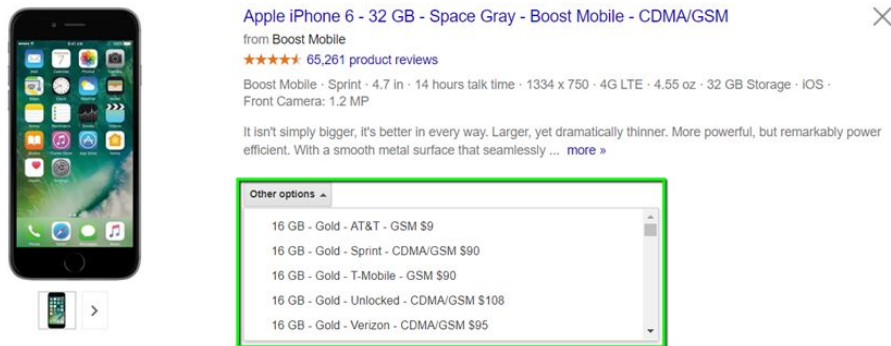 Apple iPhone 6 - 32 GB - Space Gray - Boost Mobile - CDMA/GSM
from Boost Mobile
65,261 product reviews
Boost Mobile · Sprint · 4.7 in · 14 hours talk time · 1334 x 750 · 4G LTE · 4.55 oz · 32 GB Storage · iOS ·
Front Camera: 1.2 MP
It isn't simply bigger, it's better in every way. Larger, yet dramatically thinner. More powerful, but remarkably power
efficient. With a smooth metal surface that seamlessly ... more »
Other options
16 GB - Gold - AT&T - GSM $9
16 GB - Gold - Sprint - CDMA/GSM $90
16 GB - Gold - T-Mobile - GSM $90
16 GB - Gold - Unlocked - CDMA/GSM $108
16 GB - Gold - Verizon - CDMA/GSM $95